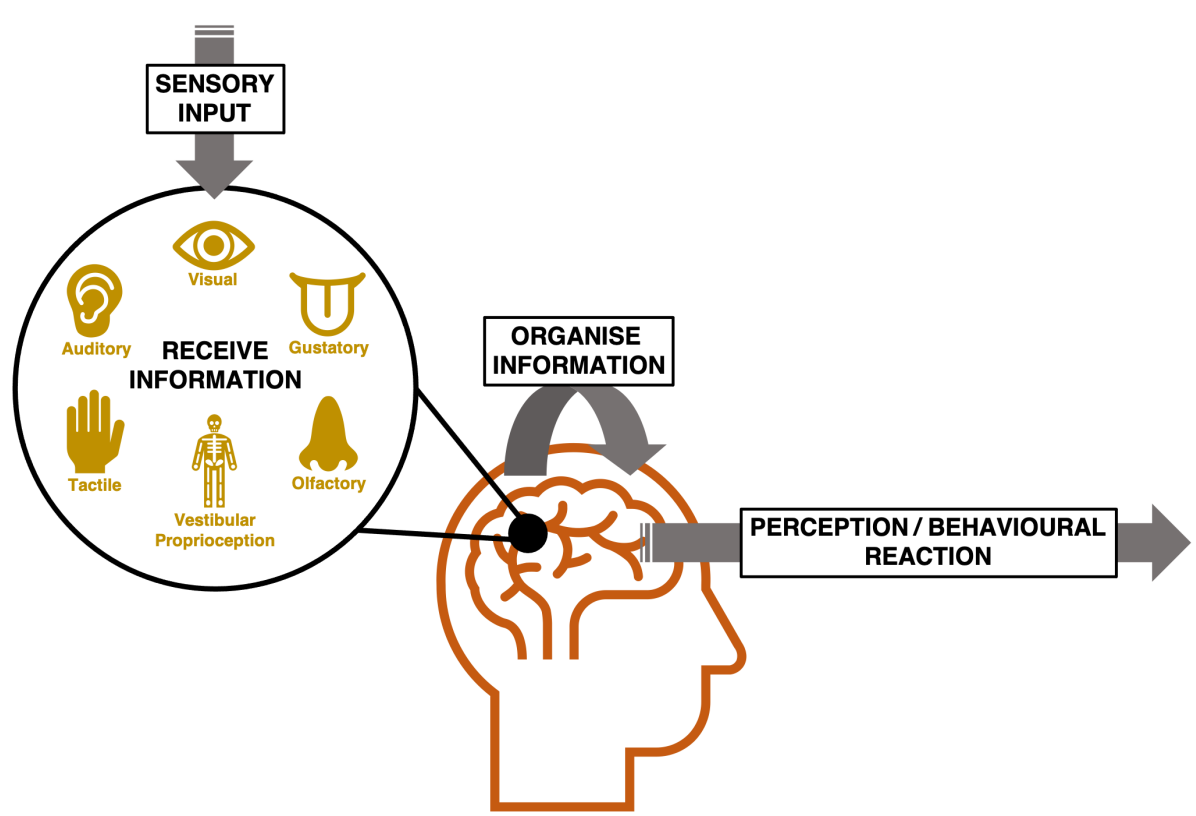 SENSORY
INPUT
Visual
Auditory
Gustatory
RECEIVE
INFORMATION
Tactile
Olfactory
Vestibular
Proprioception
ORGANISE
INFORMATION
PERCEPTION / BEHAVIOURAL
REACTION